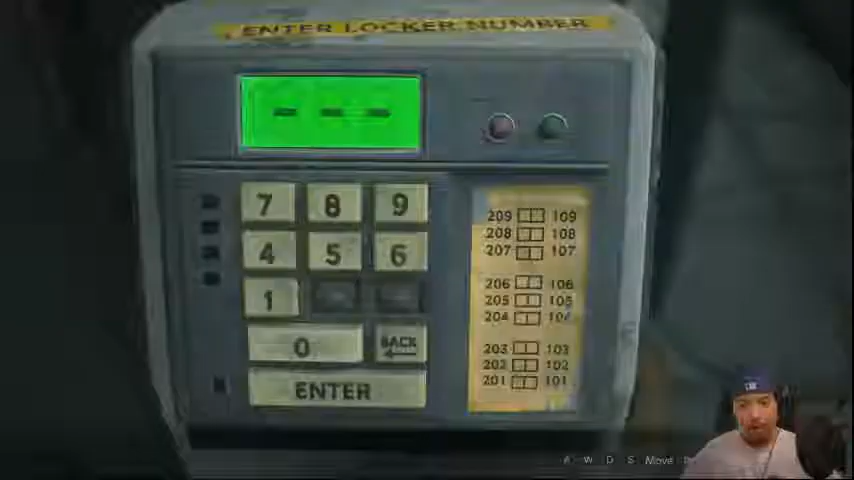 ENTER LOCKER NUMBER
- - -
7 8 9
4 5 6
1
0 BACK
ENTER
209 109
208 108
207 107
206 106
205 105
204 104
203 103
202 102
201 101
A W D S Move